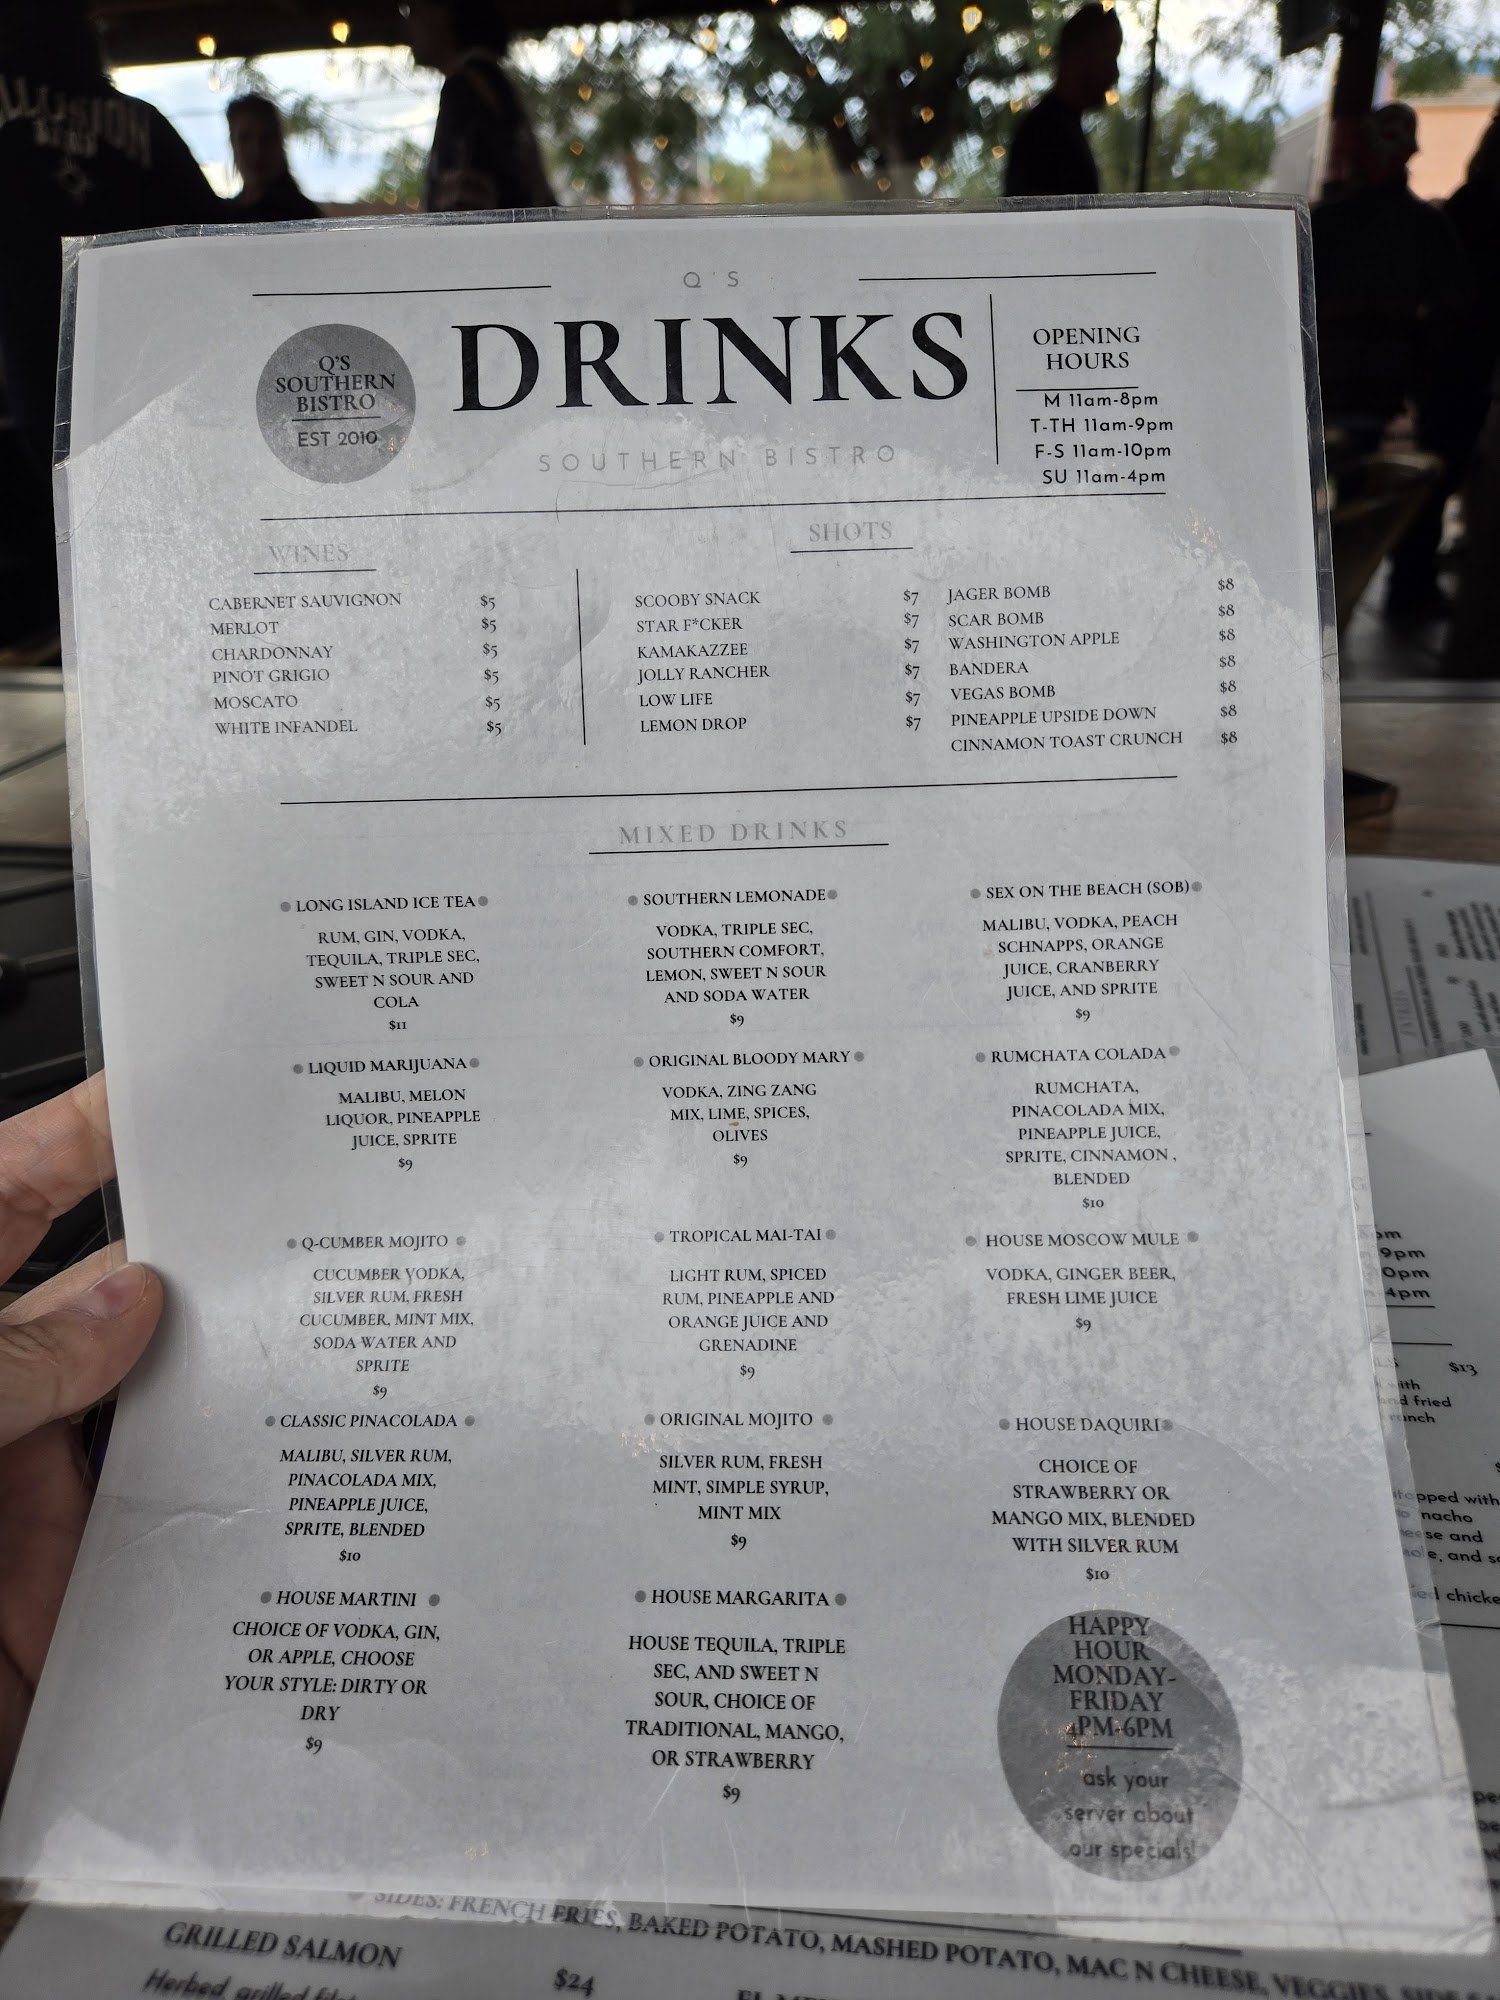 Q'S
DRINKS
SOUTHERN BISTRO
Q'S
SOUTHERN
BISTRO
EST 2010
OPENING
HOURS
M 11am-8pm
T-TH 11am-9pm
F-S 11am-10pm
SU 11am-4pm
WINES
CABERNET SAUVIGNON $5
MERLOT $5
CHARDONNAY $5
PINOT GRIGIO $5
MOSCATO $5
WHITE INFANDEL $5
SHOTS
SCOOBY SNACK $7
STAR F*CKER $7
KAMAKAZZEE $7
JOLLY RANCHER $7
LOW LIFE $7
LEMON DROP $7
JAGER BOMB $8
SCAR BOMB $8
WASHINGTON APPLE $8
BANDERA $8
VEGAS BOMB $8
PINEAPPLE UPSIDE DOWN $8
CINNAMON TOAST CRUNCH $8
MIXED DRINKS
LONG ISLAND ICE TEA
RUM, GIN, VODKA,
TEQUILA, TRIPLE SEC,
SWEET N SOUR AND
COLA
$11
SOUTHERN LEMONADE
VODKA, TRIPLE SEC,
SOUTHERN COMFORT,
LEMON, SWEET N SOUR
AND SODA WATER
$9
SEX ON THE BEACH (SOB)
MALIBU, VODKA, PEACH
SCHNAPPS, ORANGE
JUICE, CRANBERRY
JUICE, AND SPRITE
$9
LIQUID MARIJUANA
MALIBU, MELON
LIQUOR, PINEAPPLE
JUICE, SPRITE
$9
ORIGINAL BLOODY MARY
VODKA, ZING ZANG
MIX, LIME, SPICES,
OLIVES
$9
RUMCHATA COLADA
RUMCHATA,
PINACOLADA MIX,
PINEAPPLE JUICE,
SPRITE, CINNAMON ,
BLENDED
$10
Q-CUMBER MOJITO
CUCUMBER VODKA,
SILVER RUM, FRESH
CUCUMBER, MINT MIX,
SODA WATER AND
SPRITE
$9
TROPICAL MAI-TAI
LIGHT RUM, SPICED
RUM, PINEAPPLE AND
ORANGE JUICE AND
GRENADINE
$9
HOUSE MOSCOW MULE
VODKA, GINGER BEER,
FRESH LIME JUICE
$9
CLASSIC PINACOLADA
MALIBU, SILVER RUM,
PINACOLADA MIX,
PINEAPPLE JUICE,
SPRITE, BLENDED
$10
ORIGINAL MOJITO
SILVER RUM, FRESH
MINT, SIMPLE SYRUP,
MINT MIX
$9
HOUSE DAQUIRI
CHOICE OF
STRAWBERRY OR
MANGO MIX, BLENDED
WITH SILVER RUM
$10
HOUSE MARTINI
CHOICE OF VODKA, GIN,
OR APPLE, CHOOSE
YOUR STYLE: DIRTY OR
DRY
$9
HOUSE MARGARITA
HOUSE TEQUILA, TRIPLE
SEC, AND SWEET N
SOUR, CHOICE OF
TRADITIONAL, MANGO,
OR STRAWBERRY
$9
HAPPY
HOUR
MONDAY-
FRIDAY
4PM-6PM
ask your
server about
our specials!
9pm
0pm
4pm
$13
fried
topped with
nacho
and
and
SIDES: FRENCH FRIES, BAKED POTATO, MASHED POTATO, MAC N CHEESE, VEGGIES,
GRILLED SALMON $24
Herbed, grilled